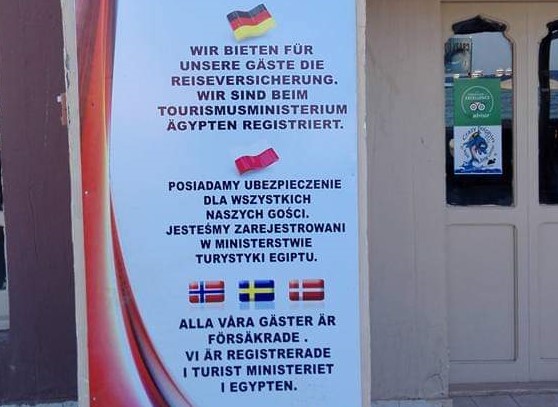 WIR BIETEN FÜR
UNSERE GÄSTE DIE
REISEVERSICHERUNG.
WIR SIND BEIM
TOURISMUSMINISTERIUM
ÄGYPTEN REGISTRIERT.
POSIADAMY UBEZPIECZENIE
DLA WSZYSTKICH
NASZYCH GOŚCI.
JESTEŚMY ZAREJESTROWANI
W MINISTERSTWIE
TURYSTYKI EGIPTU.
ALLA VÅRA GÄSTER ÄR
FÖRSÄKRADE .
VI ÄR REGISTRERADE
I TURIST MINISTERIET
I EGYPTEN.
EXCELLENCE